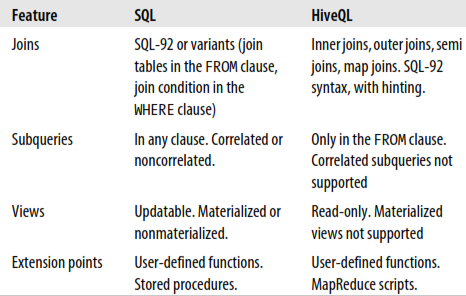 Feature SQL HiveQL
Joins SQL-92 or variants (join tables in the FROM clause, join condition in the WHERE clause) Inner joins, outer joins, semi joins, map joins. SQL-92 syntax, with hinting.
Subqueries In any clause. Correlated or noncorrelated. Only in the FROM clause. Correlated subqueries not supported
Views Updatable. Materialized or nonmaterialized. Read-only. Materialized views not supported
Extension points User-defined functions. Stored procedures. User-defined functions. MapReduce scripts.